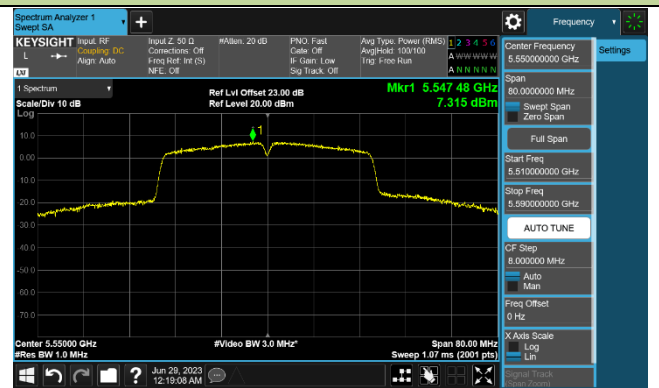 Spectrum Analyzer 1
Swept SA
Frequency
KEYSIGHT
Input: RF
Coupling: DC
Align: Auto
Input Z: 50 Ω
Corrections: Off
Freq Ref: Int (S)
NFE: Off
#Atten: 20 dB
PNO: Fast
Gate: Off
IF Gain: Low
Sig Track: Off
Avg Type: Power (RMS)
Avg|Hold: 100/100
Trig: Free Run
1 2 3 4 5 6
A W W W W W
A N N N N N
L
LXI
1 Spectrum
Scale/Div 10 dB
Log
Ref Lvl Offset 23.00 dB
Ref Level 20.00 dBm
Mkr1 5.547 48 GHz
7.315 dBm
1
10.0
0.00
-10.0
-20.0
-30.0
-40.0
-50.0
-60.0
-70.0
Center 5.55000 GHz
#Res BW 1.0 MHz
#Video BW 3.0 MHz*
Span 80.00 MHz
Sweep 1.07 ms (2001 pts)
Jun 29, 2023
12:19:08 AM
Center Frequency
5.550000000 GHz
Settings
Span
80.0000000 MHz
Swept Span
Zero Span
Full Span
Start Freq
5.510000000 GHz
Stop Freq
5.590000000 GHz
AUTO TUNE
CF Step
8.000000 MHz
Auto
Man
Freq Offset
0 Hz
X Axis Scale
Log
Lin
Signal Track
(Span Zoom)